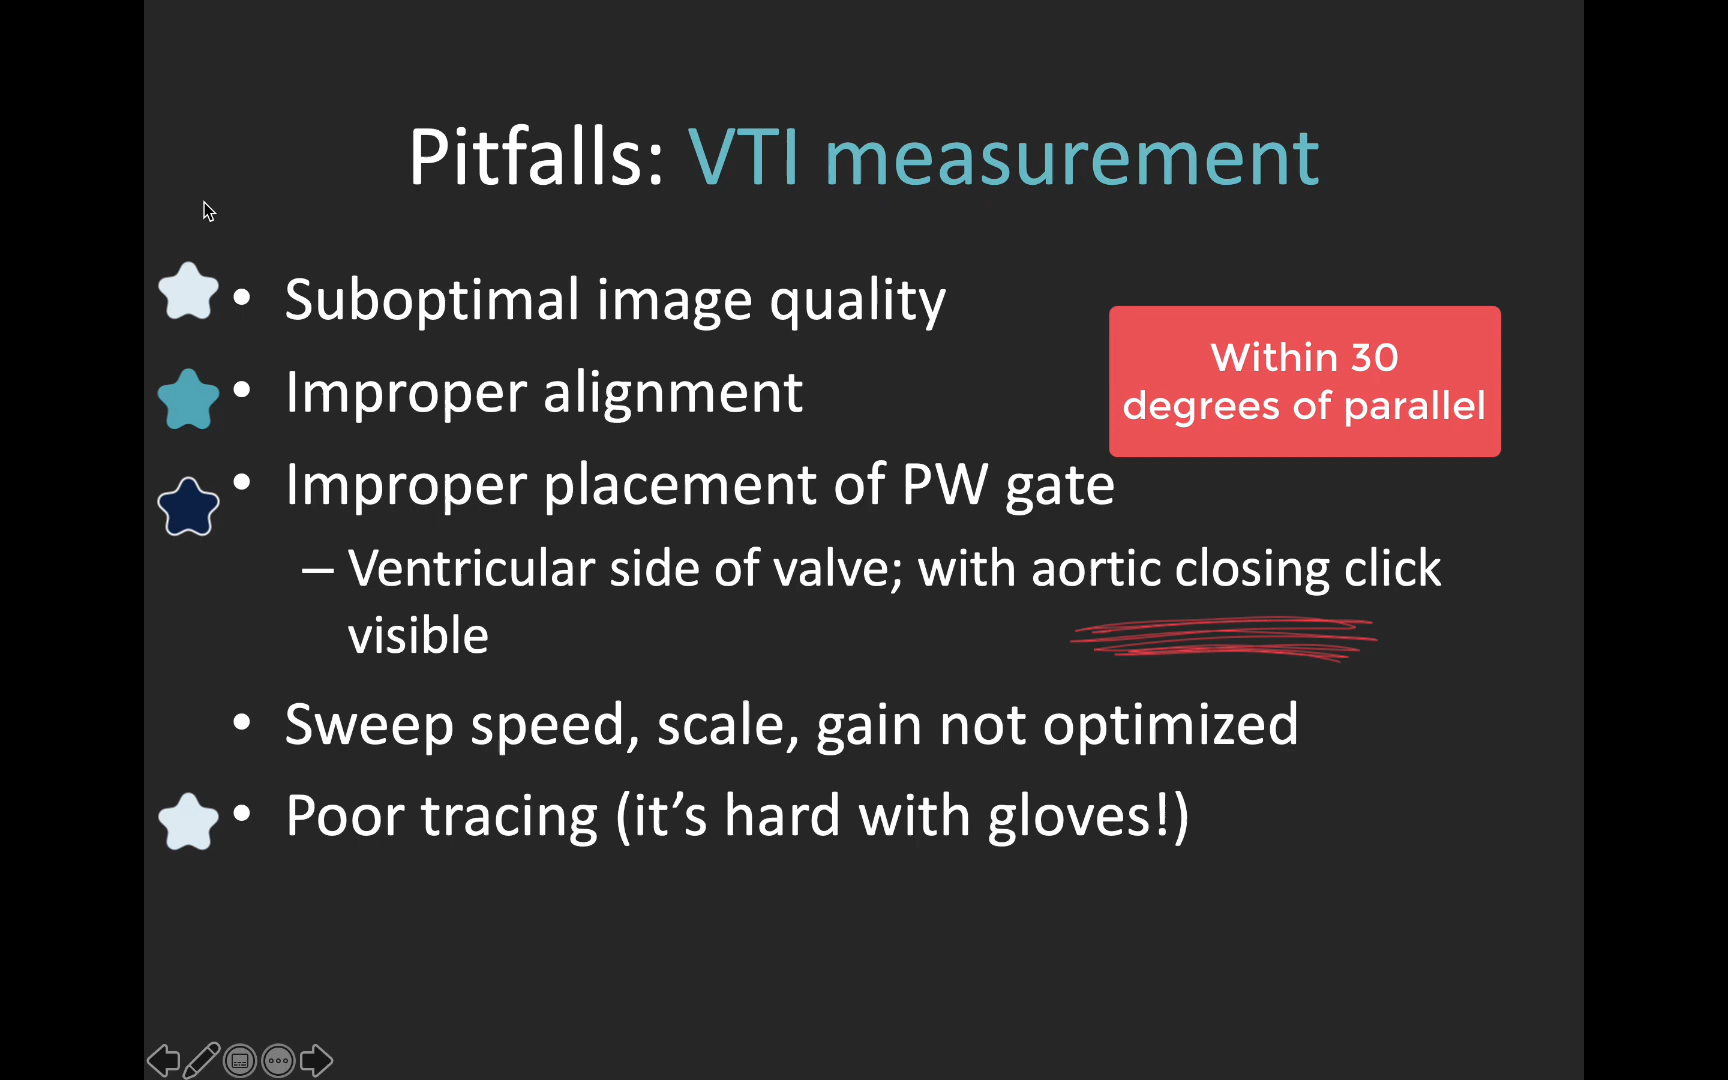 Pitfalls: VTI measurement
• Suboptimal image quality
Within 30
degrees of parallel
• Improper alignment
• Improper placement of PW gate
– Ventricular side of valve; with aortic closing click
visible
• Sweep speed, scale, gain not optimized
• Poor tracing (it’s hard with gloves!)